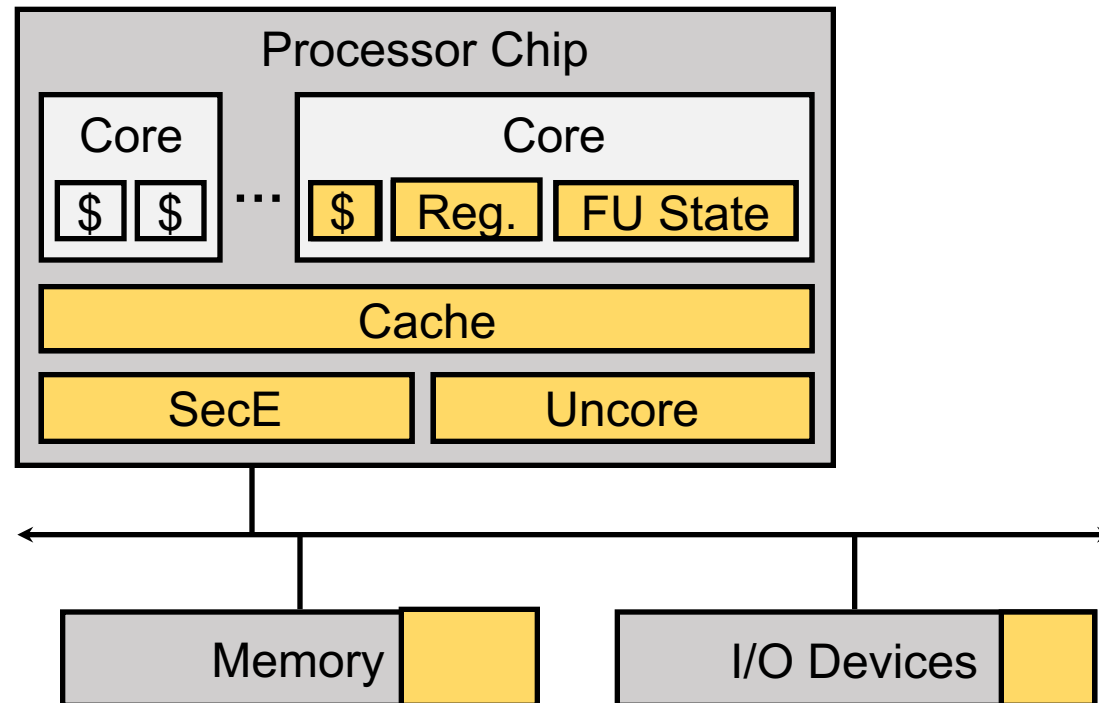 Processor Chip
Core
Core
$ $ ... $ Reg. FU State
Cache
SecE Uncore
Memory I/O Devices